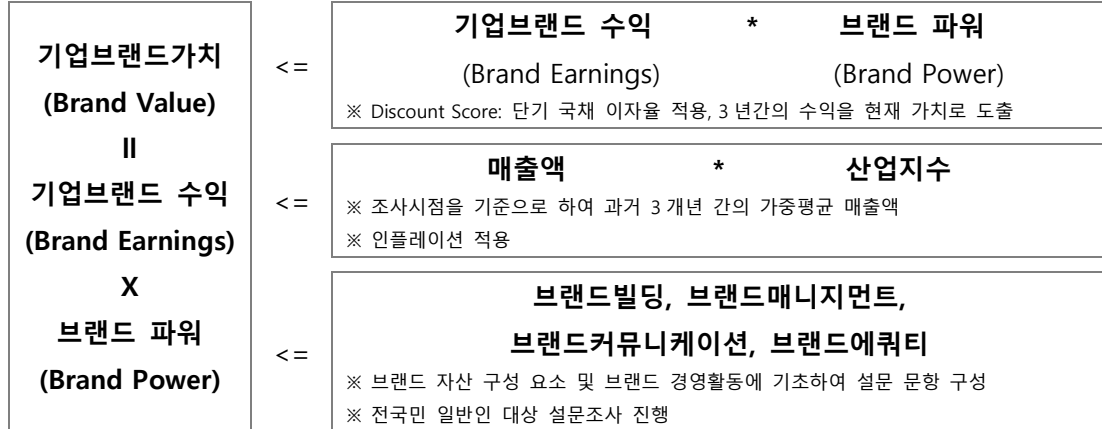 기업브랜드가치
(Brand Value)
ll
기업브랜드 수익
(Brand Earnings)
X
브랜드 파워
(Brand Power)
<=
기업브랜드 수익 * 브랜드 파워
(Brand Earnings) (Brand Power)
※ Discount Score: 단기 국채 이자율 적용, 3 년간의 수익을 현재 가치로 도출
<=
매출액 * 산업지수
※ 조사시점을 기준으로 하여 과거 3 개년 간의 가중평균 매출액
※ 인플레이션 적용
<=
브랜드빌딩, 브랜드매니지먼트,
브랜드커뮤니케이션, 브랜드에쿼티
※ 브랜드 자산 구성 요소 및 브랜드 경영활동에 기초하여 설문 문항 구성
※ 전국민 일반인 대상 설문조사 진행